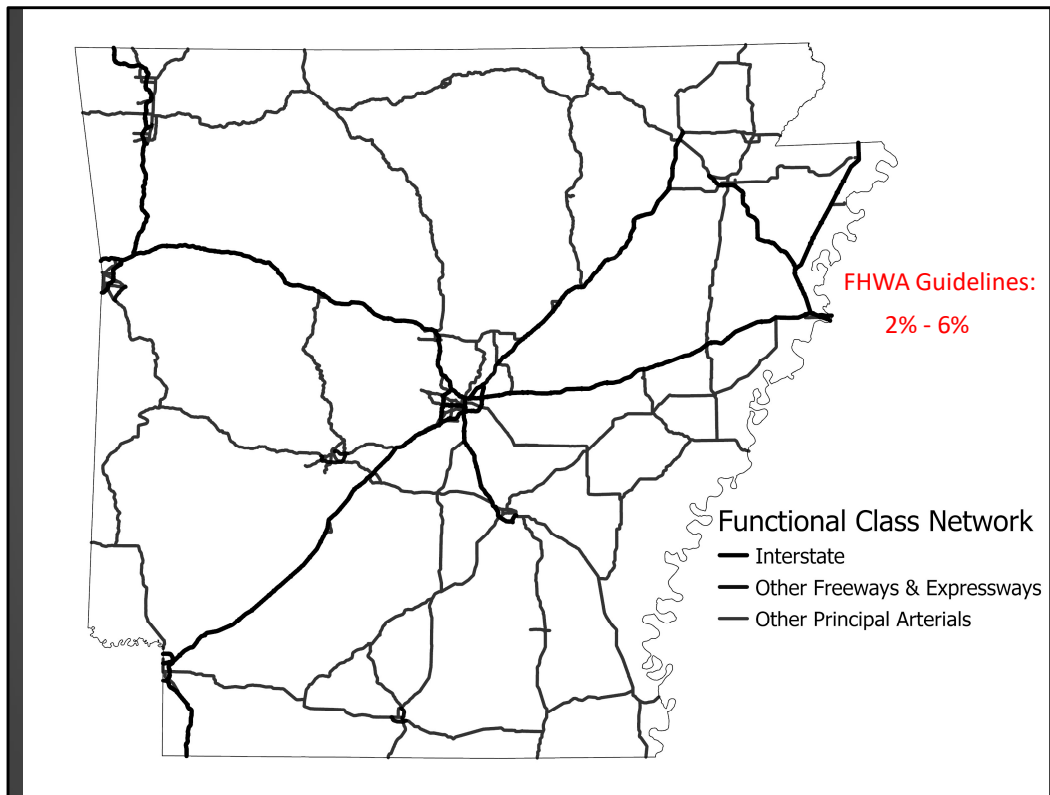 FHWA Guidelines:
2% - 6%
Functional Class Network
Interstate
Other Freeways & Expressways
Other Principal Arterials